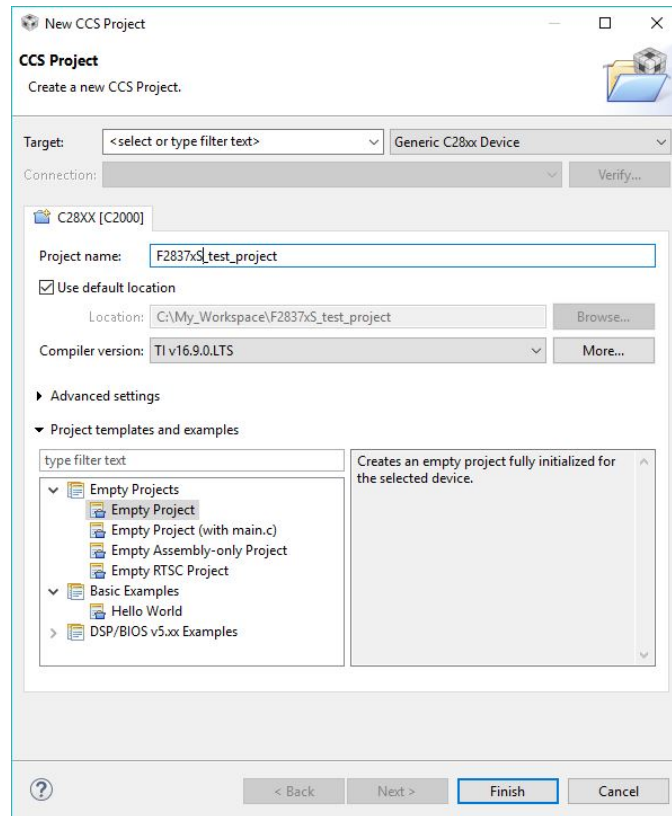 New CCS Project
CCS Project
Create a new CCS Project.
Target: <select or type filter text> Generic C28xx Device
Connection: Verify...
C28XX [C2000]
Project name: F2837xS_test_project
Use default location
Location: C:\My_Workspace\F2837xS_test_project Browse...
Compiler version: TI v16.9.0.LTS More...
Advanced settings
Project templates and examples
type filter text
Empty Projects
Empty Project
Empty Project (with main.c)
Empty Assembly-only Project
Empty RTSC Project
Basic Examples
Hello World
DSP/BIOS v5.xx Examples
Creates an empty project fully initialized for
the selected device.
? < Back Next > Finish Cancel